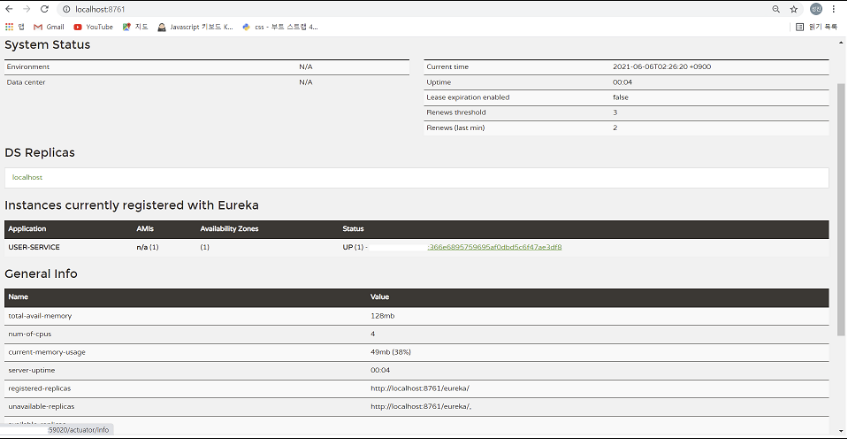 localhost:8761
앱 Gmail YouTube 지도 Javascript 키보드 K... css - 부트 스트랩 4... 읽기 목록
System Status
Environment N/A Current time 2021-06-06T02:26:20 +0900
Data center N/A Uptime 00:04
Lease expiration enabled false
Renews threshold 3
Renews (last min) 2
DS Replicas
localhost
Instances currently registered with Eureka
Application AMIs Availability Zones Status
USER-SERVICE n/a (1) (1) UP (1) - :366e6895759695af0dbd5c6f47ae3df8
General Info
Name Value
total-avail-memory 128mb
num-of-cpus 4
current-memory-usage 49mb (38%)
server-uptime 00:04
registered-replicas http://localhost:8761/eureka/
unavailable-replicas http://localhost:8761/eureka/,
59020/actuator/info